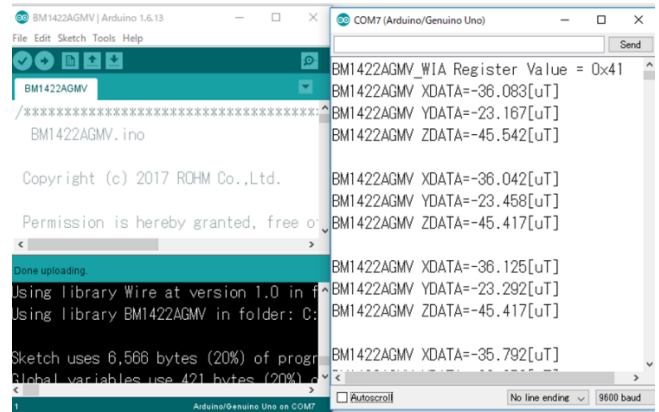 BM1422AGMV | Arduino 1.6.13
File Edit Sketch Tools Help
BM1422AGMV
/************************************
BM1422AGMV.ino
Copyright (c) 2017 ROHM Co.,Ltd.
Permission is hereby granted, free
Done uploading.
Using library Wire at version 1.0 in
Using library BM1422AGMV in folder: C:
Sketch uses 6,566 bytes (20%) of progr
Global variables use 421 bytes (20%)
1
Arduino/Genuino Uno on COM7
COM7 (Arduino/Genuino Uno)
Send
BM1422AGMV_WIA Register Value = 0x41
BM1422AGMV XDATA=-36.083[uT]
BM1422AGMV YDATA=-23.167[uT]
BM1422AGMV ZDATA=-45.542[uT]
BM1422AGMV XDATA=-36.042[uT]
BM1422AGMV YDATA=-23.458[uT]
BM1422AGMV ZDATA=-45.417[uT]
BM1422AGMV XDATA=-36.125[uT]
BM1422AGMV YDATA=-23.292[uT]
BM1422AGMV ZDATA=-45.417[uT]
BM1422AGMV XDATA=-35.792[uT]
Autoscroll
No line ending
9600 baud